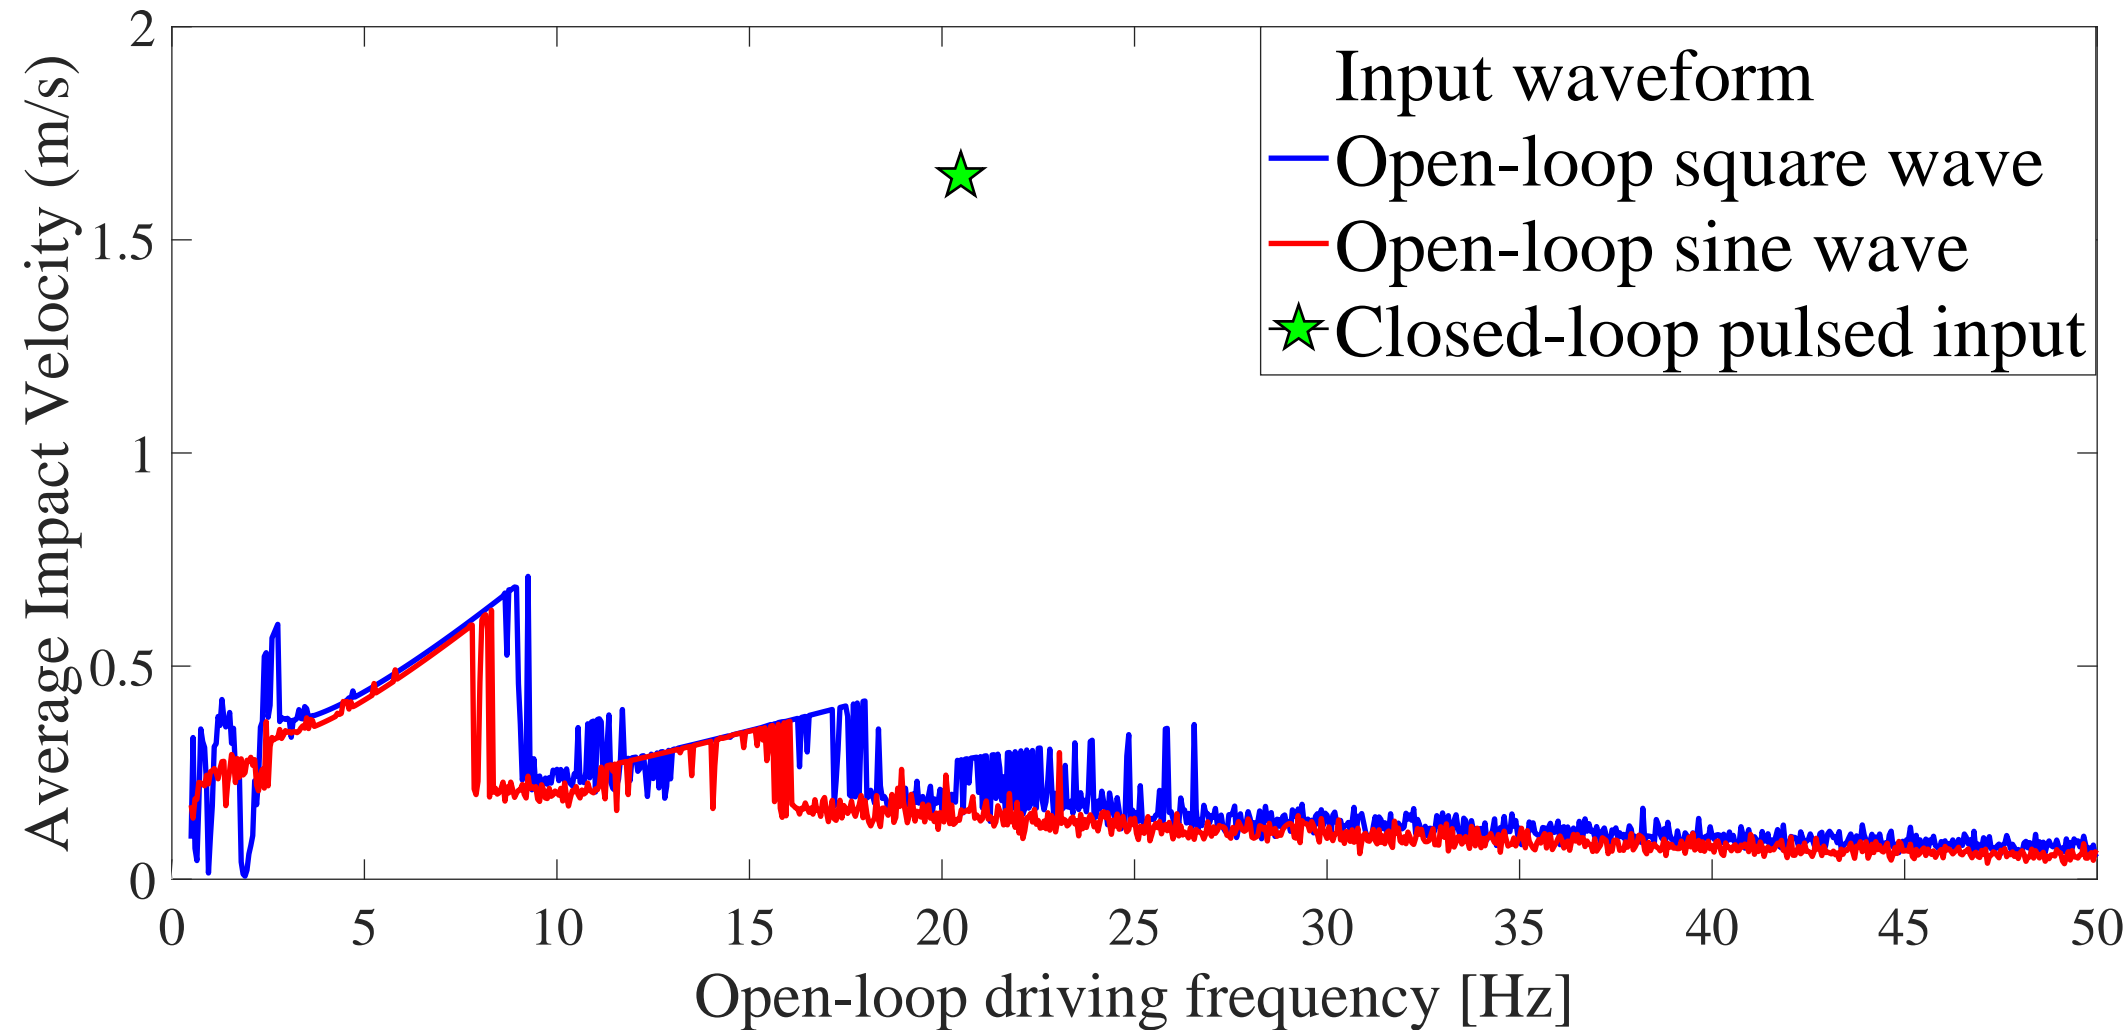 Average Impact Velocity (m/s)
2
1.5
1
0.5
0
Input waveform
Open-loop square wave
Open-loop sine wave
Closed-loop pulsed input
0 5 10 15 20 25 30 35 40 45 50
Open-loop driving frequency [Hz]